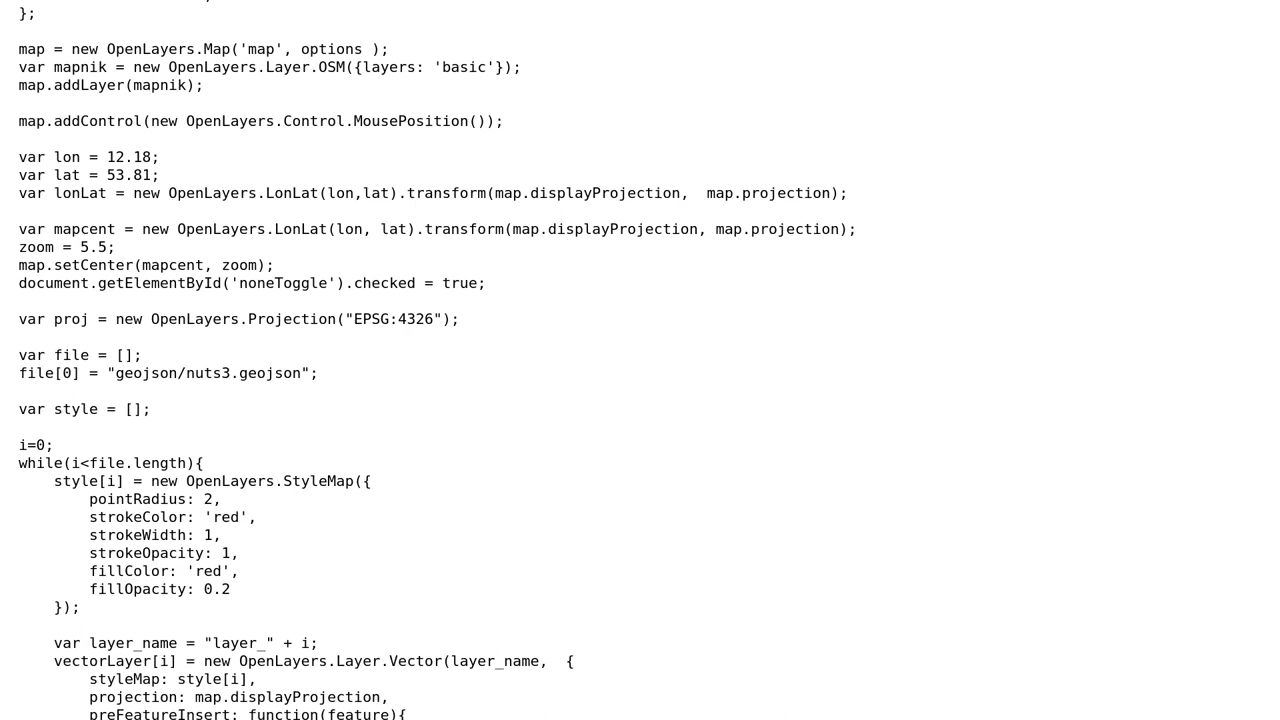 };
map = new OpenLayers.Map('map', options );
var mapnik = new OpenLayers.Layer.OSM({layers: 'basic'});
map.addLayer(mapnik);
map.addControl(new OpenLayers.Control.MousePosition());
var lon = 12.18;
var lat = 53.81;
var lonLat = new OpenLayers.LonLat(lon,lat).transform(map.displayProjection,  map.projection);
var mapcent = new OpenLayers.LonLat(lon, lat).transform(map.displayProjection, map.projection);
zoom = 5.5;
map.setCenter(mapcent, zoom);
document.getElementById('noneToggle').checked = true;
var proj = new OpenLayers.Projection("EPSG:4326");
var file = [];
file[0] = "geojson/nuts3.geojson";
var style = [];
i=0;
while(i<file.length){
    style[i] = new OpenLayers.StyleMap({
        pointRadius: 2,
        strokeColor: 'red',
        strokeWidth: 1,
        strokeOpacity: 1,
        fillColor: 'red',
        fillOpacity: 0.2
    });
    var layer_name = "layer_" + i;
    vectorLayer[i] = new OpenLayers.Layer.Vector(layer_name,  {
        styleMap: style[i],
        projection: map.displayProjection,
        preFeatureInsert: function(feature){